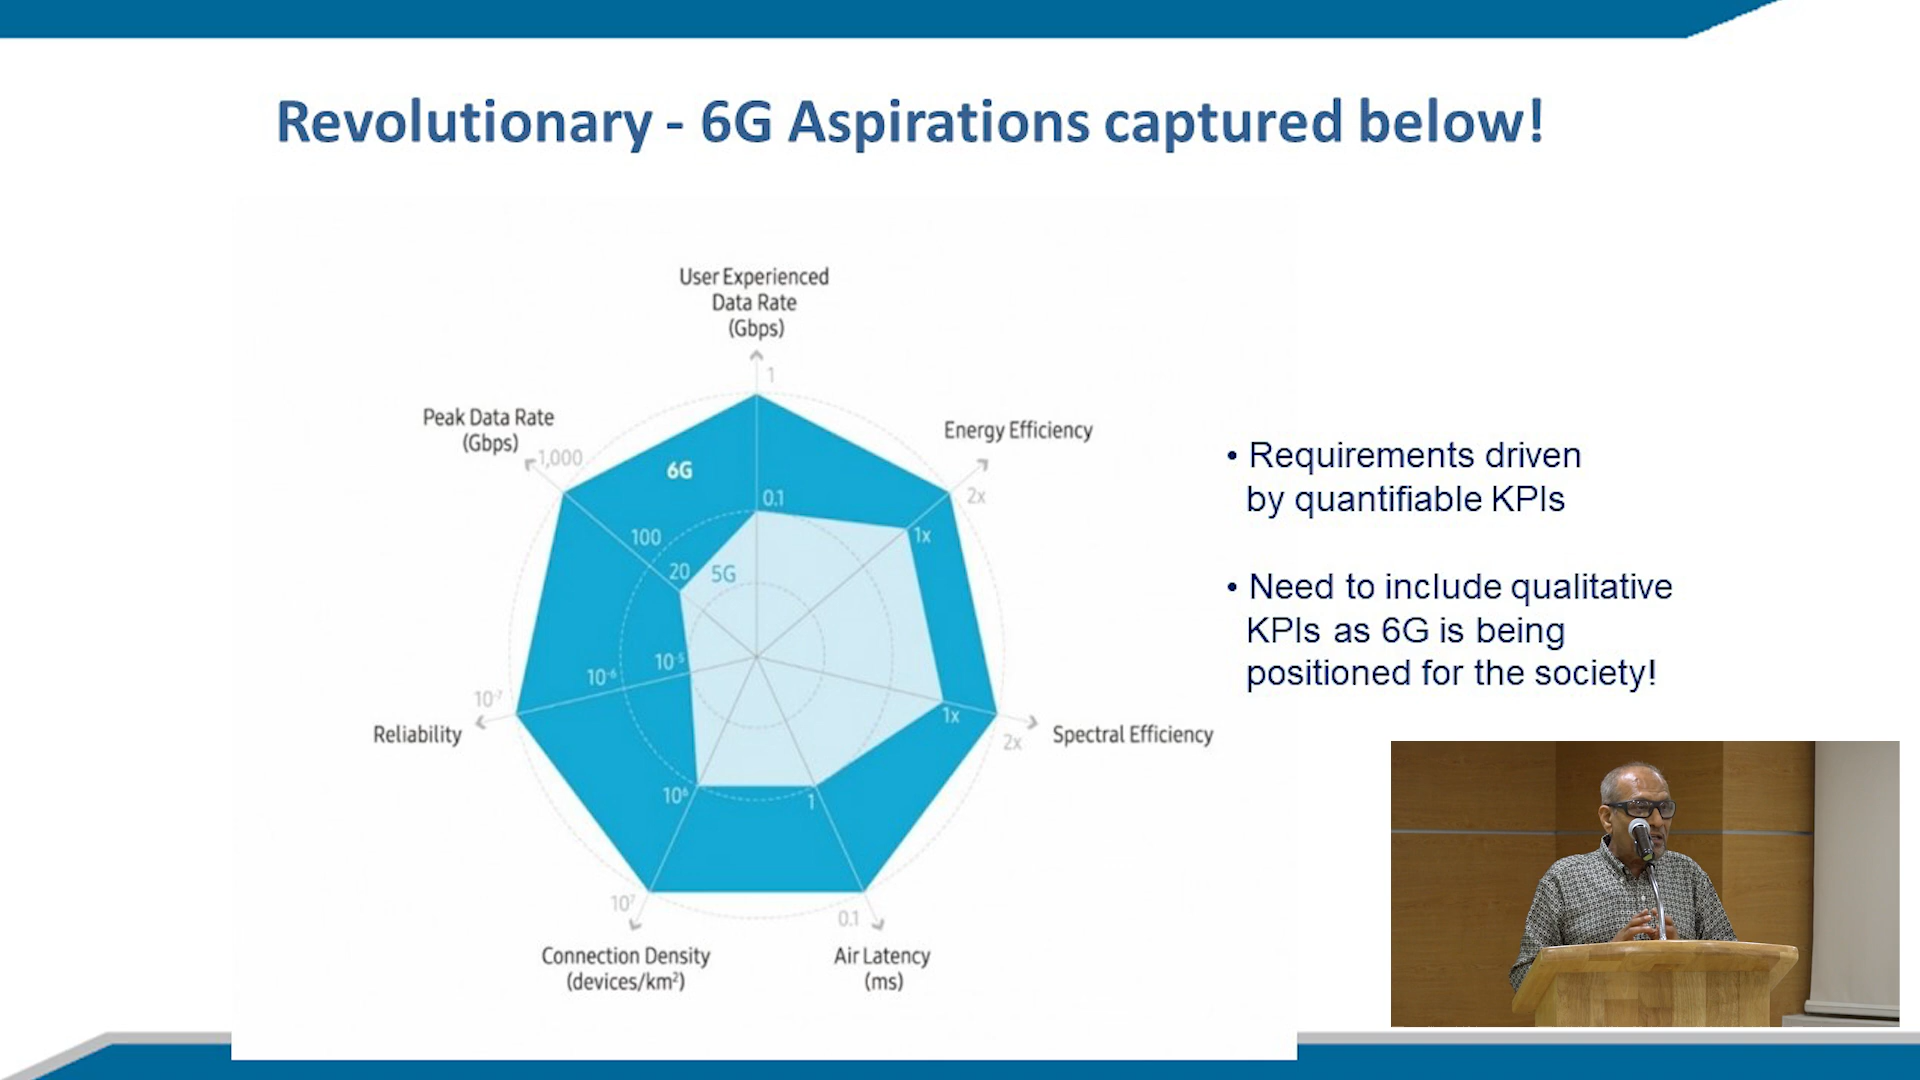 Revolutionary - 6G Aspirations captured below!
User Experienced
Data Rate
(Gbps)
1
Peak Data Rate
(Gbps)
1,000
Energy Efficiency
2x
6G
0.1
100
1x
20
5G
10⁻⁵
10⁻⁶
10⁻⁷
Reliability
1x
2x
Spectral Efficiency
10⁶
1
10⁷
0.1
Connection Density
(devices/km²)
Air Latency
(ms)
• Requirements driven
by quantifiable KPIs
• Need to include qualitative
KPIs as 6G is being
positioned for the society!